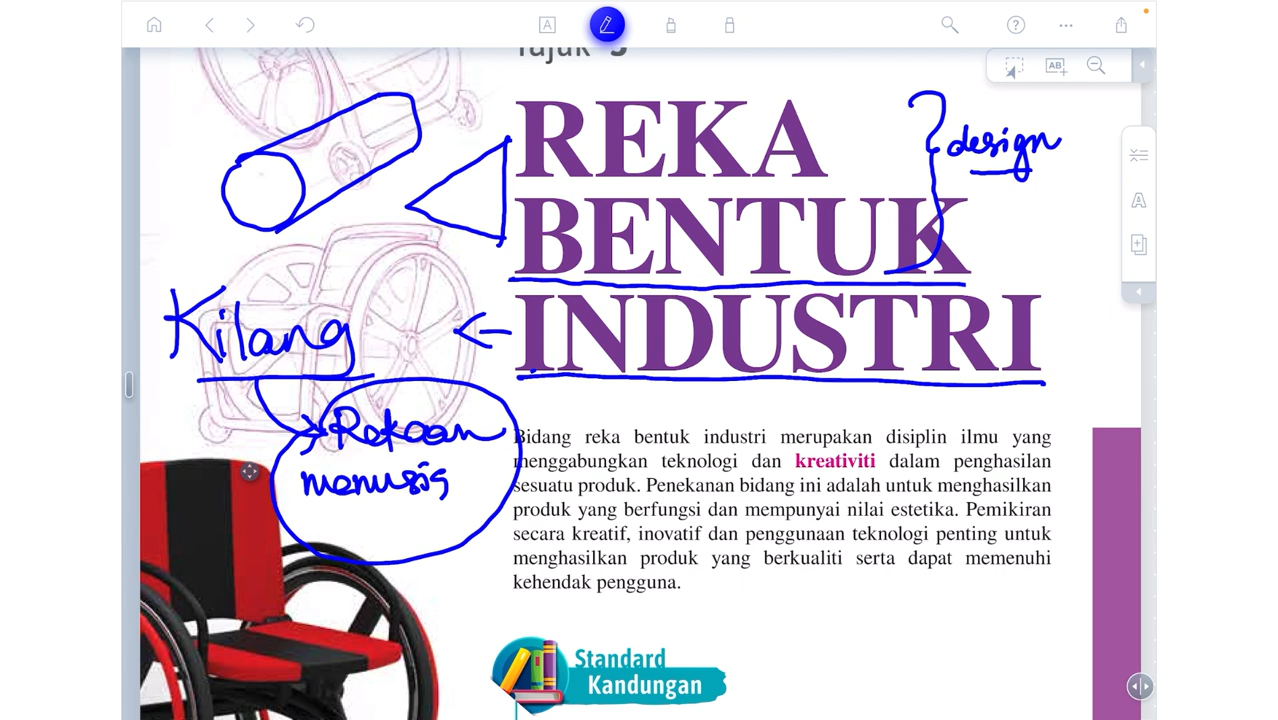 Tajuk 3
REKA
BENTUK
INDUSTRI
design
Kilang
Rekaan
manusia
Bidang reka bentuk industri merupakan disiplin ilmu yang
menggabungkan teknologi dan kreativiti dalam penghasilan
sesuatu produk. Penekanan bidang ini adalah untuk menghasilkan
produk yang berfungsi dan mempunyai nilai estetika. Pemikiran
secara kreatif, inovatif dan penggunaan teknologi penting untuk
menghasilkan produk yang berkualiti serta dapat memenuhi
kehendak pengguna.
Standard
Kandungan